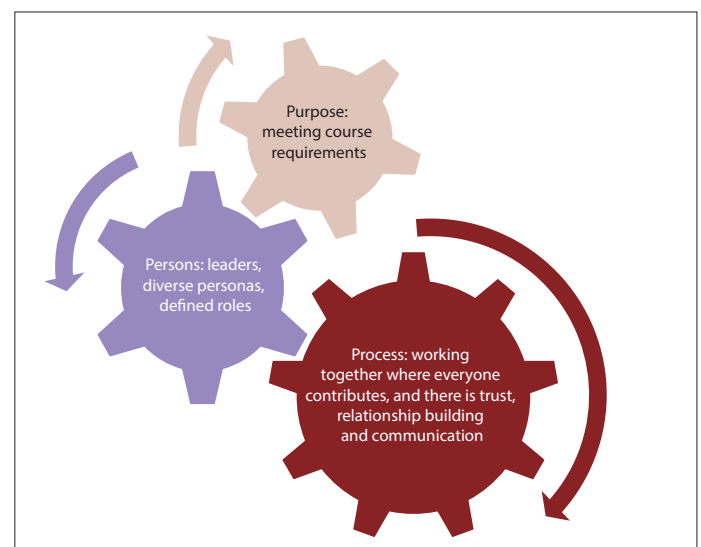 Purpose:
meeting course
requirements
Persons: leaders,
diverse personas,
defined roles
Process: working
together where everyone
contributes, and there is trust,
relationship building
and communication